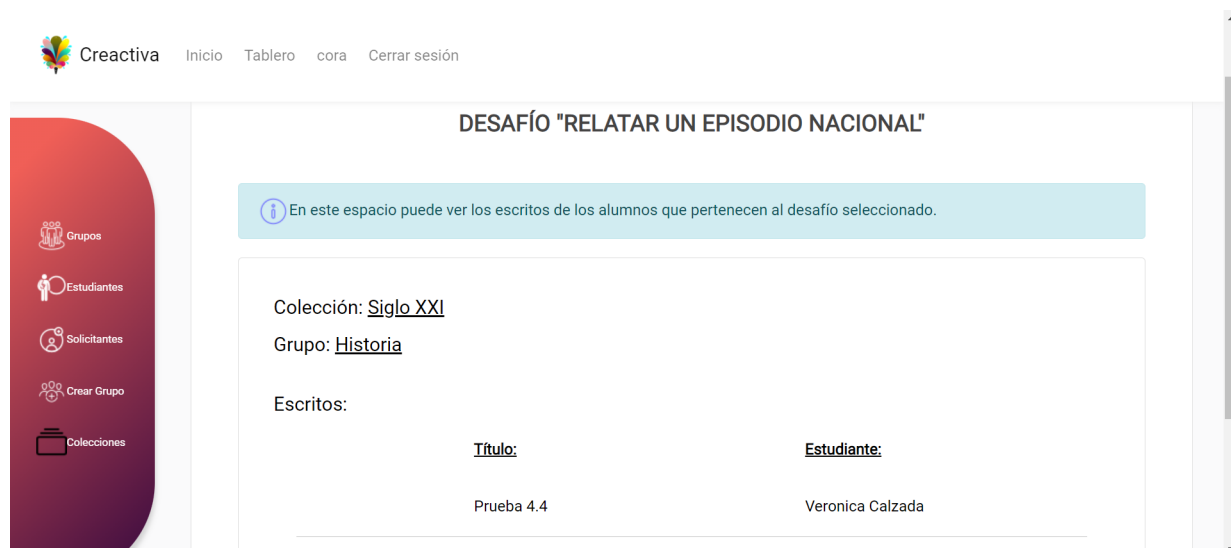 Creactiva Inicio Tablero cora Cerrar sesión
DESAFÍO "RELATAR UN EPISODIO NACIONAL"
En este espacio puede ver los escritos de los alumnos que pertenecen al desafío seleccionado.
Grupos
Estudiantes
Solicitantes
Crear Grupo
Colecciones
Colección: Siglo XXI
Grupo: Historia
Escritos:
Título: Estudiante:
Prueba 4.4 Veronica Calzada